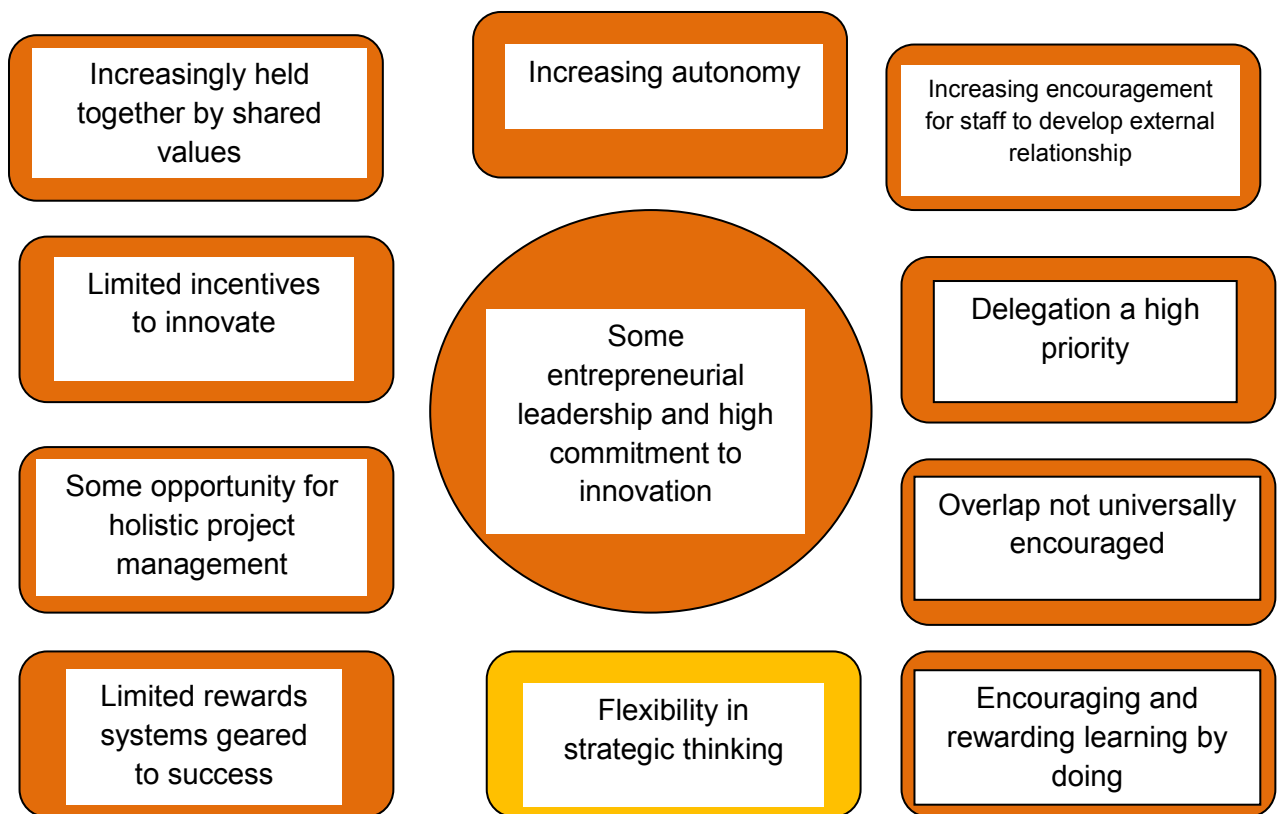 Increasingly held
together by shared
values
Increasing autonomy
Increasing encouragement
for staff to develop external
relationship
Limited incentives
to innovate
Some
entrepreneurial
leadership and high
commitment to
innovation
Delegation a high
priority
Some opportunity for
holistic project
management
Overlap not universally
encouraged
Limited rewards
systems geared
to success
Flexibility in
strategic thinking
Encouraging and
rewarding learning by
doing